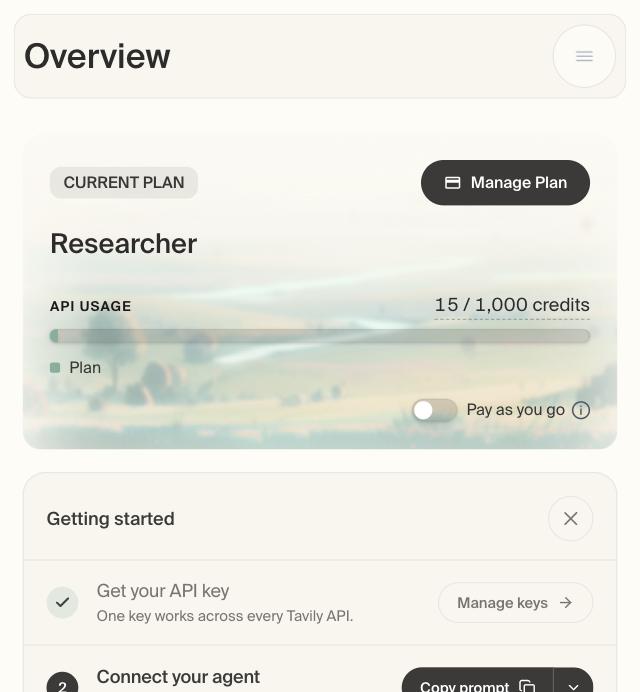 Overview
CURRENT PLAN
Manage Plan
Researcher
API USAGE
15 / 1,000 credits
Plan
Pay as you go
Getting started
Get your API key
One key works across every Tavily API.
Manage keys
2
Connect your agent
Copy prompt